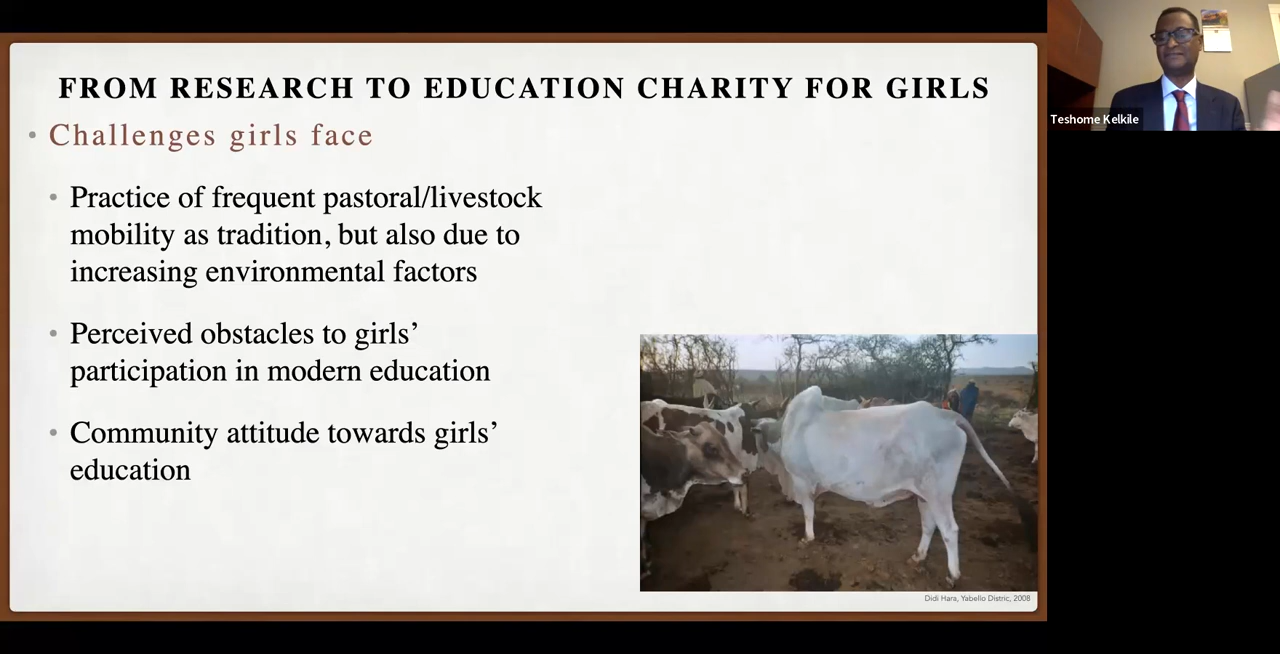 FROM RESEARCH TO EDUCATION CHARITY FOR GIRLS
• Challenges girls face
• Practice of frequent pastoral/livestock
mobility as tradition, but also due to
increasing environmental factors
• Perceived obstacles to girls’
participation in modern education
• Community attitude towards girls’
education
Didi Hara, Yabello Distric, 2008
Teshome Kelkile